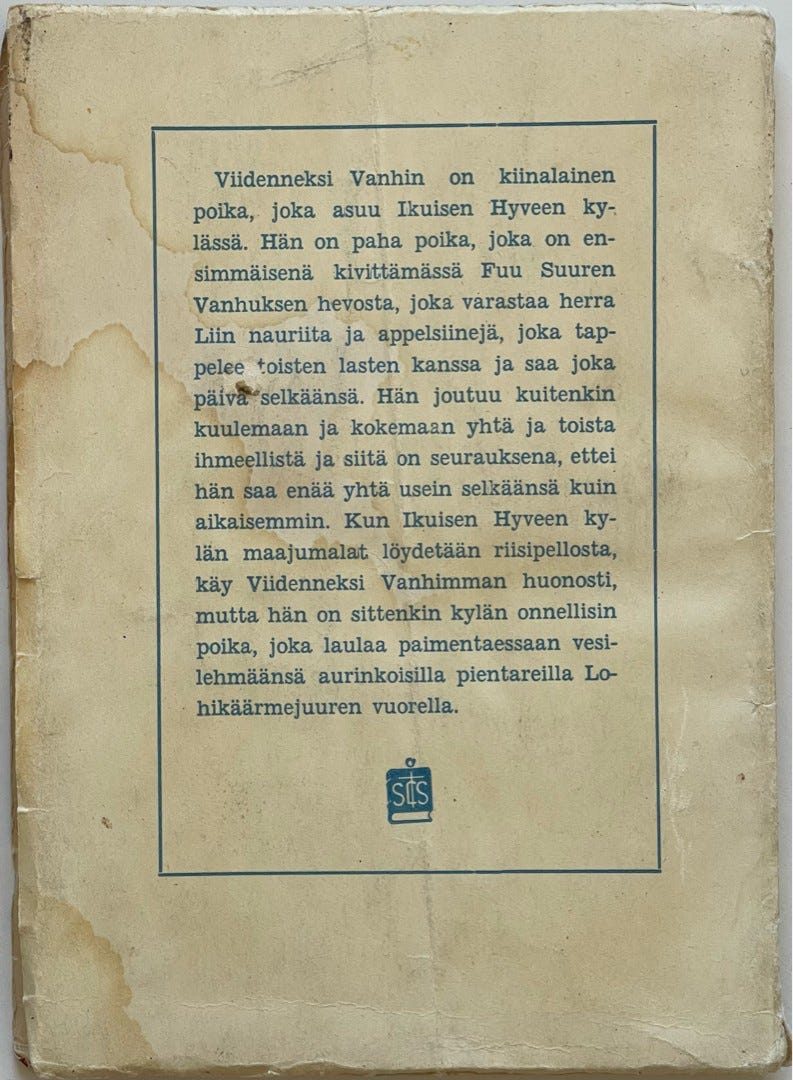 Viidenneksi Vanhin on kiinalainen
poika, joka asuu Ikuisen Hyveen ky-
lässä. Hän on paha poika, joka on en-
simmäisenä kivittämässä Fuu Suuren
Vanhuksen hevosta, joka varastaa herra
Liin nauriita ja appelsiinejä, joka tap-
pelee toisten lasten kanssa ja saa joka
päivä selkäänsä. Hän joutuu kuitenkin
kuulemaan ja kokemaan yhtä ja toista
ihmeellistä ja siitä on seurauksena, ettei
hän saa enää yhtä usein selkäänsä kuin
aikaisemmin. Kun Ikuisen Hyveen ky-
län maajumalat löydetään riisipellosta,
käy Viidenneksi Vanhimman huonosti,
mutta hän on sittenkin kylän onnellisin
poika, joka laulaa paimentaessaan vesi-
lehmäänsä aurinkoisilla pientareilla Lo-
hikäärmejuuren vuorella.